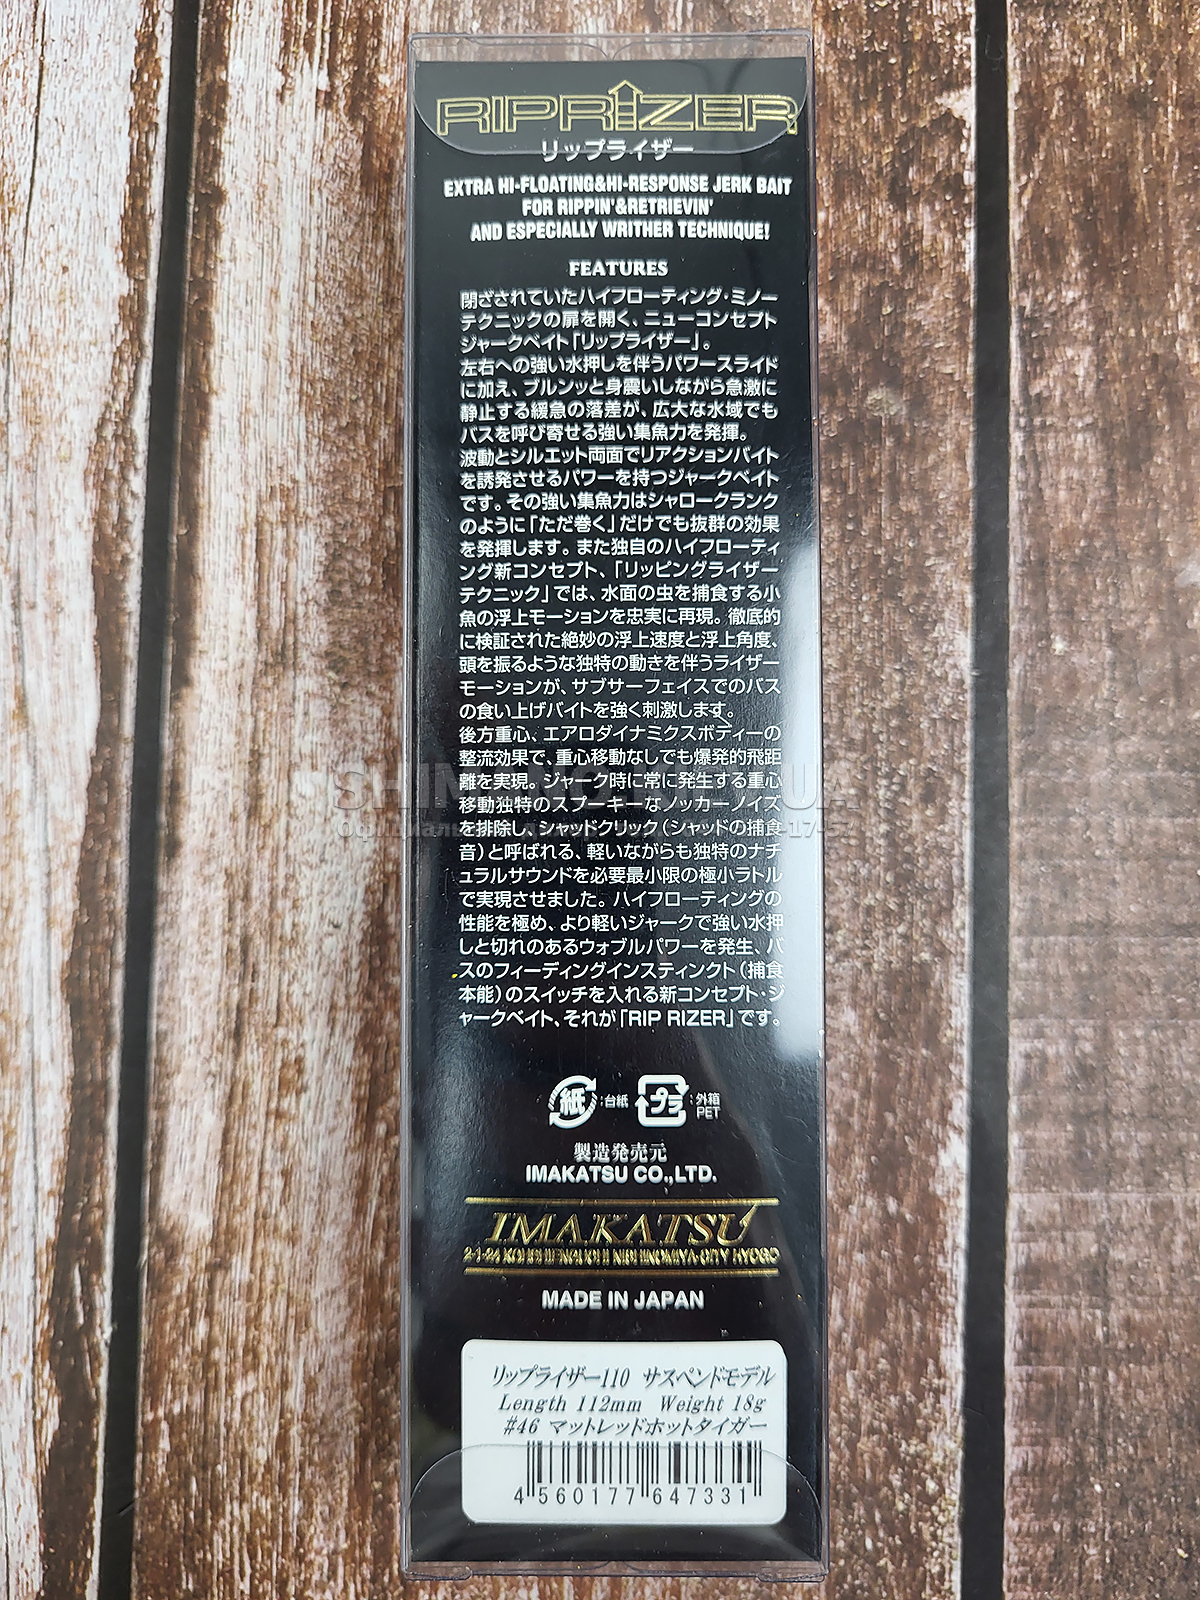 RIPRIZER
リップライザー
EXTRA HI-FLOATING&HI-RESPONSE JERK BAIT
FOR RIPPIN'&RETRIEVIN'
AND ESPECIALLY WRITHER TECHNIQUE!
FEATURES
閉ざされていたハイフローティング・ミノー
テクニックの扉を開く、ニューコンセプト
ジャークベイト「リップライザー」。
左右への強い水押しを伴うパワースライド
に加え、ブルンッと身震いしながら急激に
静止する緩急の落差が、広大な水域でも
バスを呼び寄せる強い集魚力を発揮。
波動とシルエット両面でリアクションバイト
を誘発させるパワーを持つジャークベイト
です。その強い集魚力はシャロークランク
のように「ただ巻く」だけでも抜群の効果
を発揮します。また独自のハイフローティ
ング新コンセプト、「リッピングライザー
テクニック」では、水面の虫を捕食する小
魚の浮上モーションを忠実に再現。徹底的
に検証された絶妙の浮上速度と浮上角度、
頭を振るような独特の動きを伴うライザー
モーションが、サブサーフェイスでのバス
の食い上げバイトを強く刺激します。
後方重心、エアロダイナミクスボディーの
整流効果で、重心移動なしでも爆発的飛距
離を実現。ジャーク時に常に発生する重心
移動独特のスプーキーなノッカーノイズ
を排除し、シャッドクリック(シャッドの捕食
音)と呼ばれる、軽いながらも独特のナチ
ュラルサウンドを必要最小限の極小ラトル
で実現させました。ハイフローティングの
性能を極め、より軽いジャークで強い水押
しと切れのあるウォブルパワーを発生、バ
スのフィーディングインスティンクト(捕食
本能)のスイッチを入れる新コンセプト・ジ
ャークベイト、それが「RIP RIZER」です。
紙 :台紙 プラ :外箱
PET
製造発売元
IMAKATSU CO.,LTD.
IMAKATSU
MADE IN JAPAN
リップライザー110 サスペンドモデル
Length 112mm Weight 18g
#46 マットレッドホットタイガー
4 560177 647331